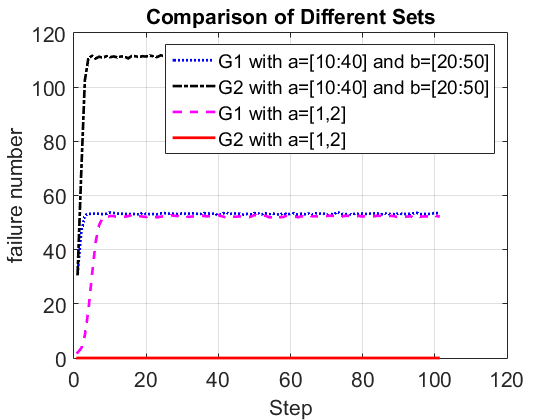 Comparison of Different Sets
120
100
80
60
40
20
0
failure number
G1 with a=[10:40] and b=[20:50]
G2 with a=[10:40] and b=[20:50]
G1 with a=[1,2]
G2 with a=[1,2]
0 20 40 60 80 100 120
Step